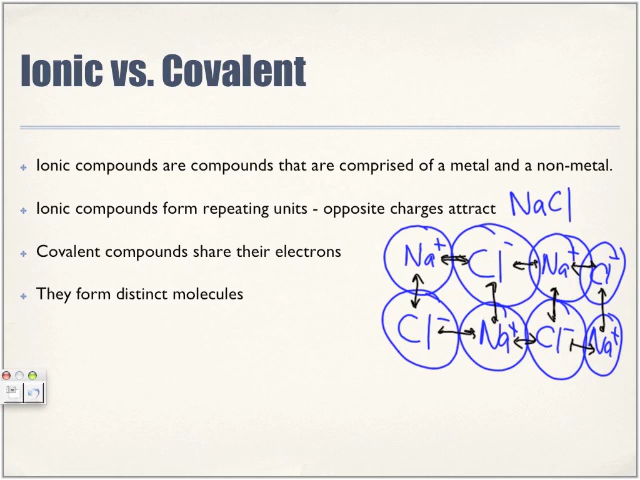 Ionic vs. Covalent
Ionic compounds are compounds that are comprised of a metal and a non-metal.
Ionic compounds form repeating units - opposite charges attract NaCl
Covalent compounds share their electrons
They form distinct molecules
Na+ Cl- Na+ Cl-
Cl- Na+ Cl- Na+